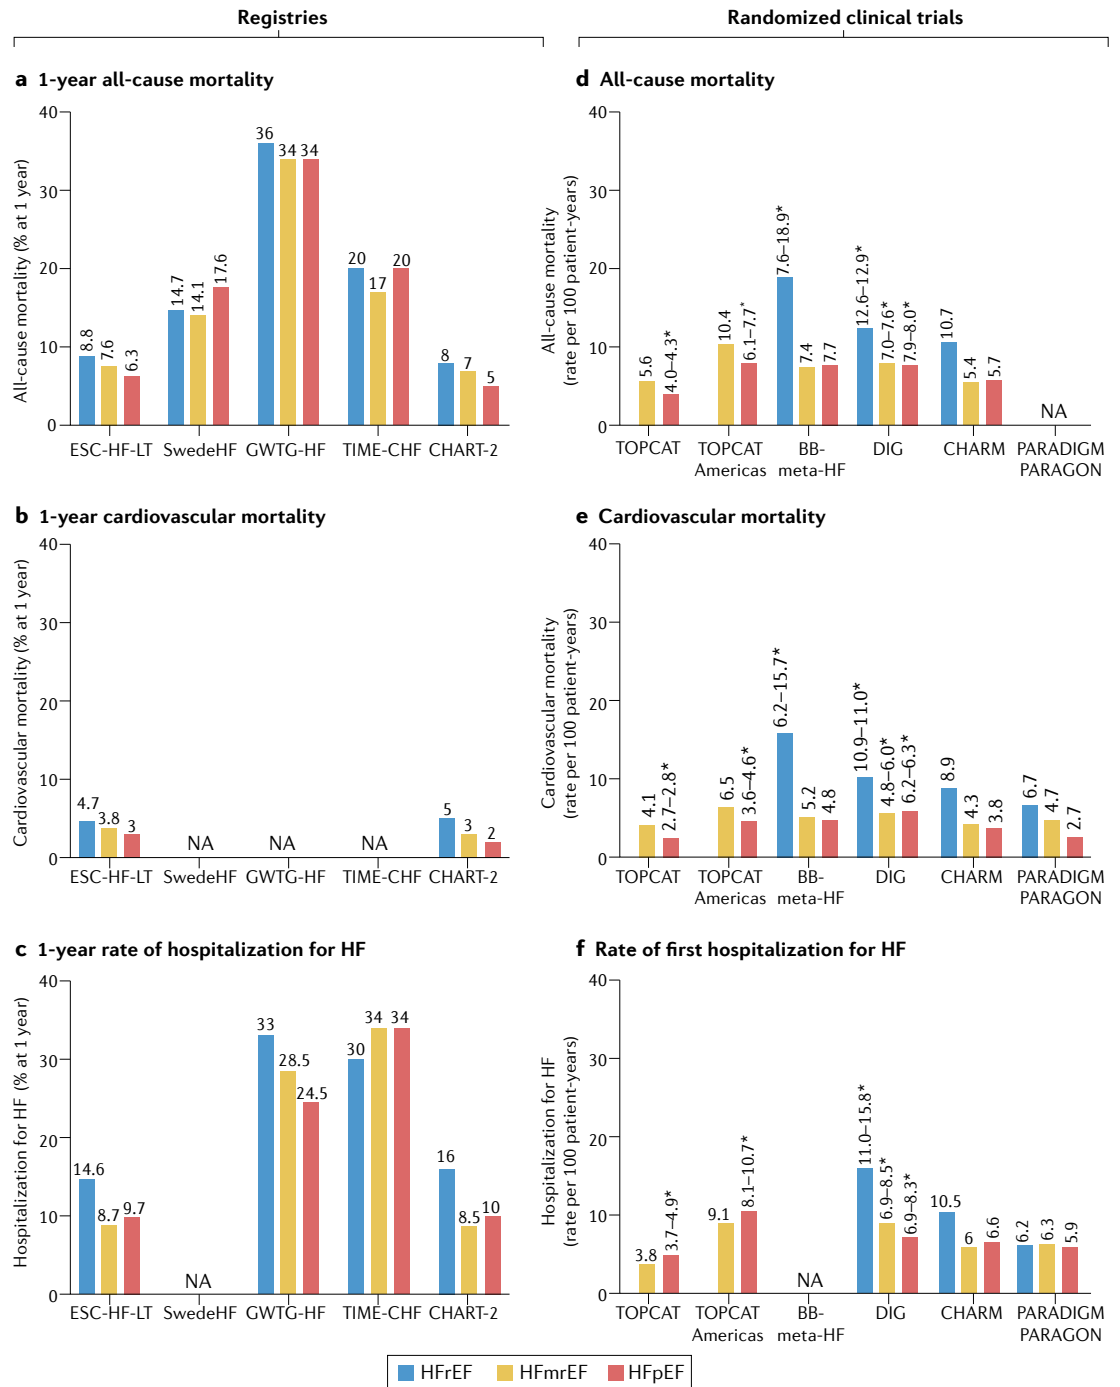 Registries
Randomized clinical trials
a 1-year all-cause mortality
All-cause mortality (% at 1 year)
40
30
20
10
0
8.8
7.6
6.3
14.7
14.1
17.6
36
34
34
20
17
20
8
7
5
ESC-HF-LT
SwedeHF
GWTG-HF
TIME-CHF
CHART-2
d All-cause mortality
All-cause mortality
(rate per 100 patient-years)
40
30
20
10
0
5.6
4.0–4.3*
10.4
6.1–7.7*
7.6–18.9*
7.4
7.7
12.6–12.9*
7.0–7.6*
7.9–8.0*
10.7
5.4
5.7
NA
TOPCAT
TOPCAT
Americas
BB-
meta-HF
DIG
CHARM
PARADIGM
PARAGON
b 1-year cardiovascular mortality
Cardiovascular mortality (% at 1 year)
40
30
20
10
0
4.7
3.8
3
NA
NA
NA
5
3
2
ESC-HF-LT
SwedeHF
GWTG-HF
TIME-CHF
CHART-2
e Cardiovascular mortality
Cardiovascular mortality
(rate per 100 patient-years)
40
30
20
10
0
4.1
2.7–2.8*
6.5
3.6–4.6*
6.2–15.7*
5.2
4.8
10.9–11.0*
4.8–6.0*
6.2–6.3*
8.9
4.3
3.8
6.7
4.7
2.7
TOPCAT
TOPCAT
Americas
BB-
meta-HF
DIG
CHARM
PARADIGM
PARAGON
c 1-year rate of hospitalization for HF
Hospitalization for HF (% at 1 year)
40
30
20
10
0
14.6
8.7
9.7
NA
33
28.5
24.5
30
34
34
16
8.5
10
ESC-HF-LT
SwedeHF
GWTG-HF
TIME-CHF
CHART-2
f Rate of first hospitalization for HF
Hospitalization for HF
(rate per 100 patient-years)
40
30
20
10
0
3.8
3.7–4.9*
9.1
8.1–10.7*
NA
11.0–15.8*
6.9–8.5*
6.9–8.3*
10.5
6
6.6
6.2
6.3
5.9
TOPCAT
TOPCAT
Americas
BB-
meta-HF
DIG
CHARM
PARADIGM
PARAGON
HFrEF
HFmrEF
HFpEF